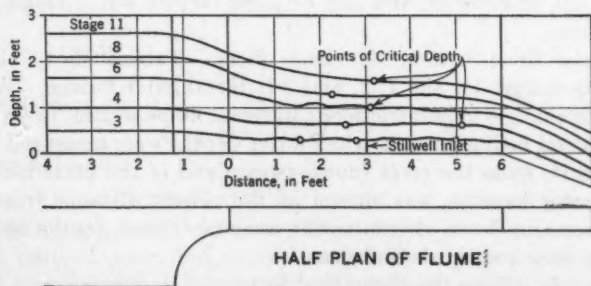 3
Stage 11
8
2
Points of Critical Depth
6
1
4
3
Stillwell Inlet
0
4 3 2 1 0 1 2 3 4 5 6
Depth, in Feet
Distance, in Feet
HALF PLAN OF FLUME